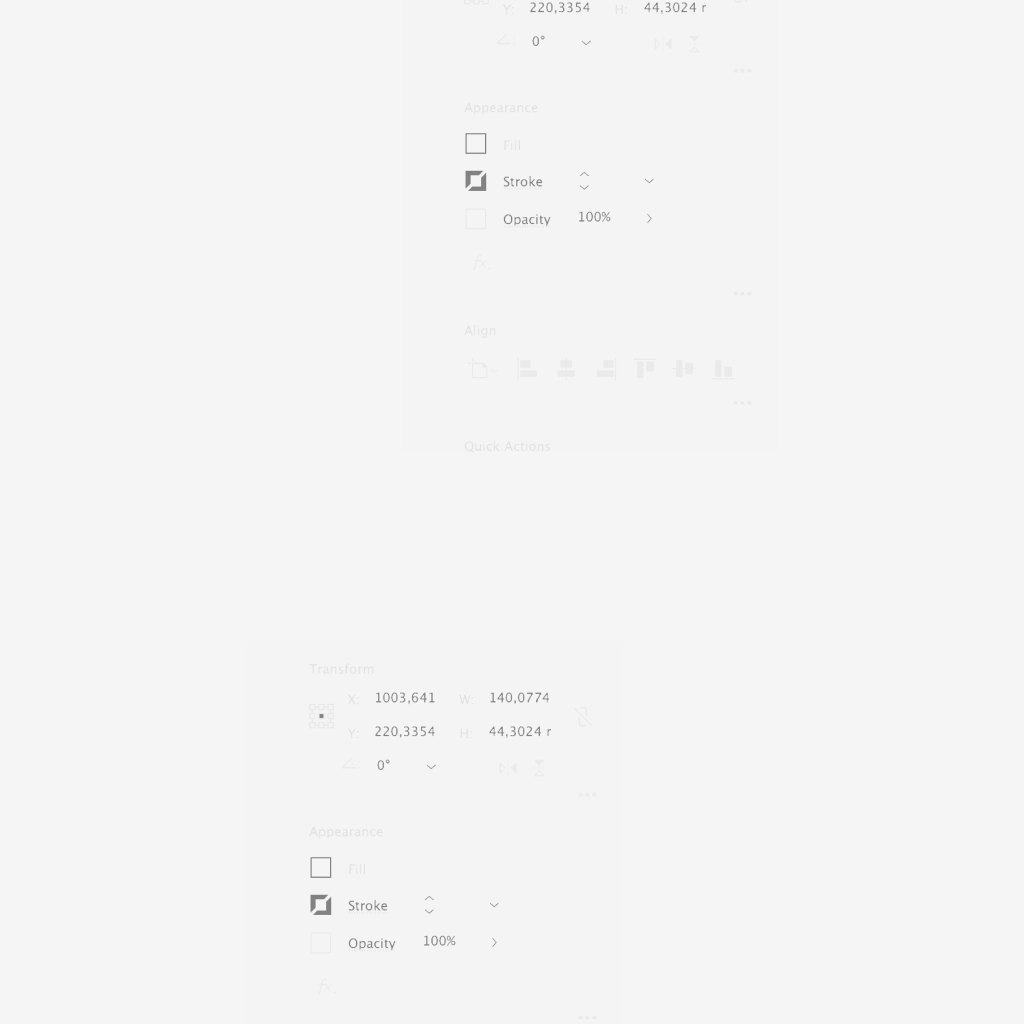 Y: 220,3354 H: 44,3024 r
0°
Appearance
Fill
Stroke
Opacity 100%
fx.
Align
Quick Actions
Transform
X: 1003,641 W: 140,0774
Y: 220,3354 H: 44,3024 r
0°
Appearance
Fill
Stroke
Opacity 100%
fx.